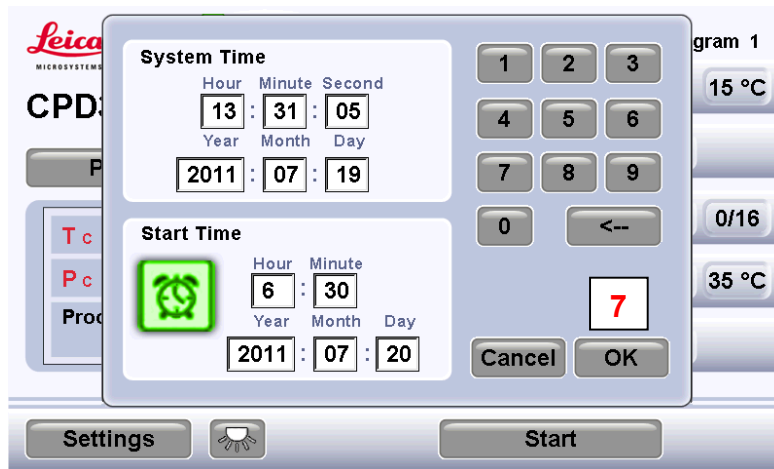 Leica
MICROSYSTEMS
CPD3
gram 1
15 °C
P
Tc
Pc
Proc
0/16
35 °C
System Time
Hour Minute Second
13 : 31 : 05
Year Month Day
2011 : 07 : 19
Start Time
Hour Minute
6 : 30
Year Month Day
2011 : 07 : 20
1 2 3
4 5 6
7 8 9
0 <--
7
Cancel OK
Settings
Start